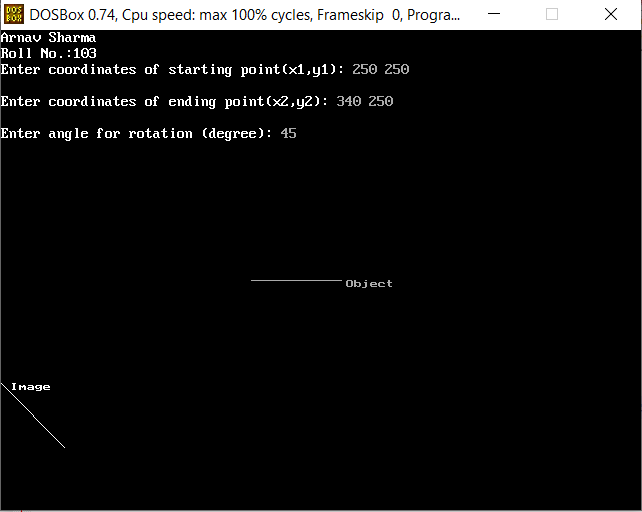 DOS
BOX
DOSBox 0.74, Cpu speed: max 100% cycles, Frameskip 0, Progra...
Arnav Sharma
Roll No.:103
Enter coordinates of starting point(x1,y1): 250 250
Enter coordinates of ending point(x2,y2): 340 250
Enter angle for rotation (degree): 45
Object
Image